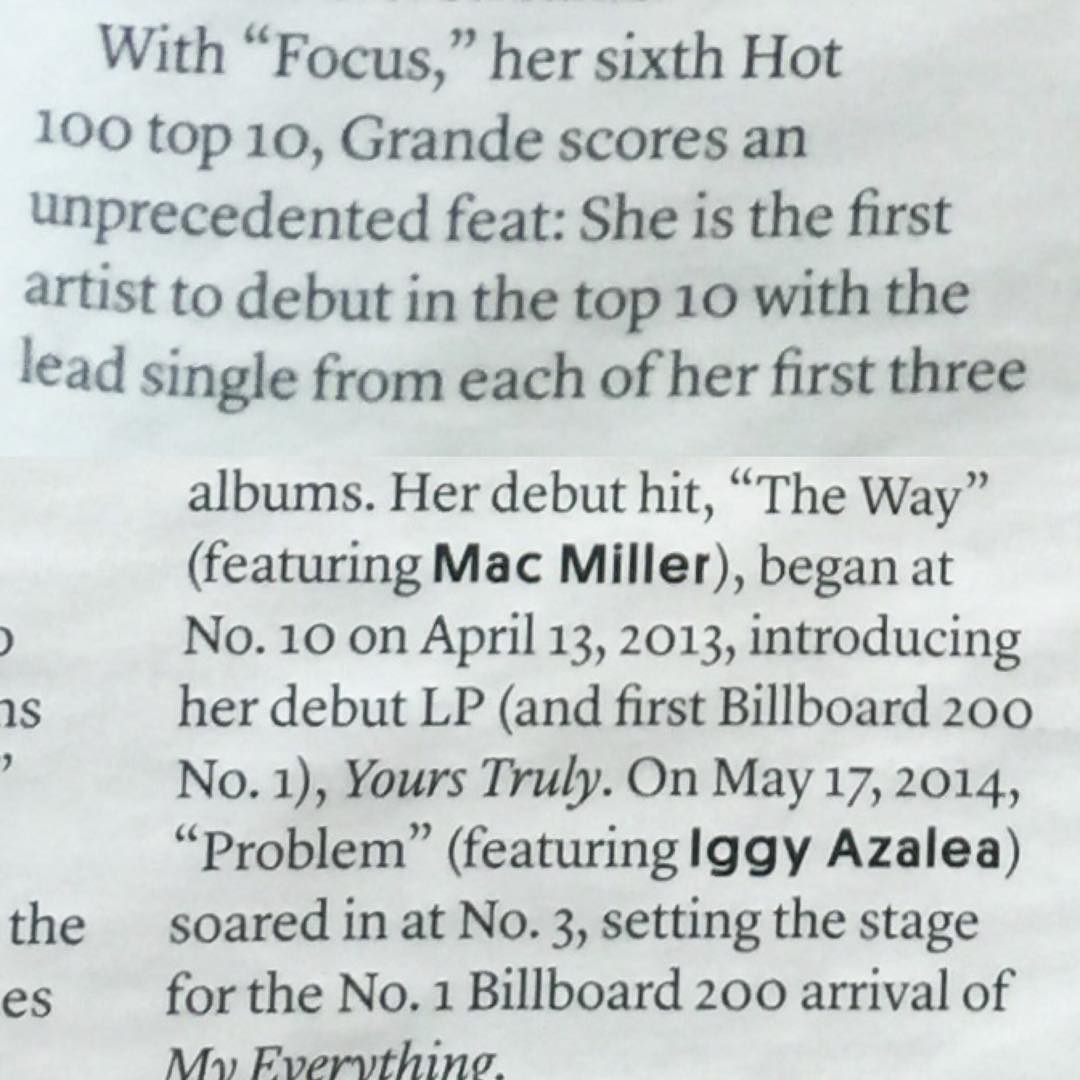 With “Focus,” her sixth Hot
100 top 10, Grande scores an
unprecedented feat: She is the first
artist to debut in the top 10 with the
lead single from each of her first three
albums. Her debut hit, “The Way”
(featuring Mac Miller), began at
No. 10 on April 13, 2013, introducing
her debut LP (and first Billboard 200
No. 1), Yours Truly. On May 17, 2014,
“Problem” (featuring Iggy Azalea)
soared in at No. 3, setting the stage
for the No. 1 Billboard 200 arrival of
My Everything.
the
es